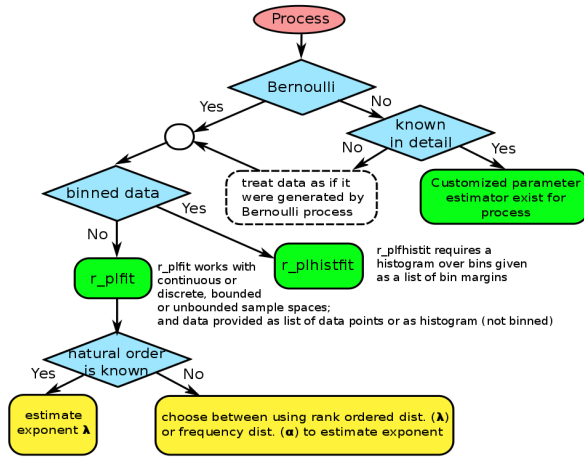 Process
Bernoulli
Yes
No
known
in detail
No
Yes
treat data as if it
were generated by
Bernoulli process
Customized parameter
estimator exist for
process
binned data
Yes
No
r_plfit
r_plfit works with
continuous or
discrete, bounded
or unbounded sample spaces;
and data provided as list of data points or as histogram (not binned)
r_plhistfit
r_plfhistit requires a
histogram over bins given
as a list of bin margins
natural order
is known
Yes
No
estimate
exponent λ
choose between using rank ordered dist. (λ)
or frequency dist. (α) to estimate exponent